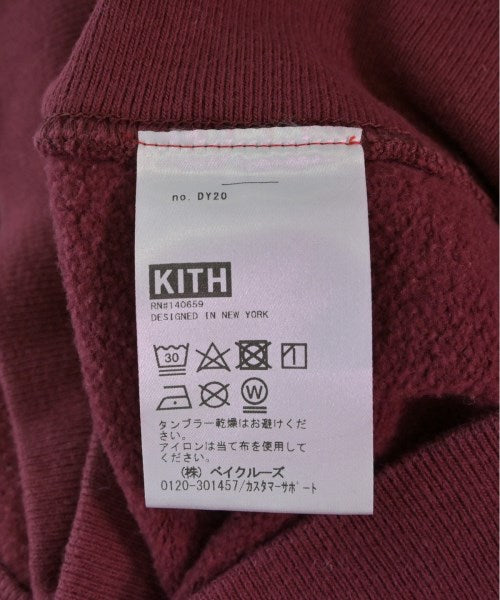 no. DY20
KITH
RN#140659
DESIGNED IN NEW YORK
30
W
タンブラー乾燥はお避けくだ
さい。
アイロンは当て布を使用して
ください。
(株) ベイクルーズ
0120-301457/カスタマーサポート